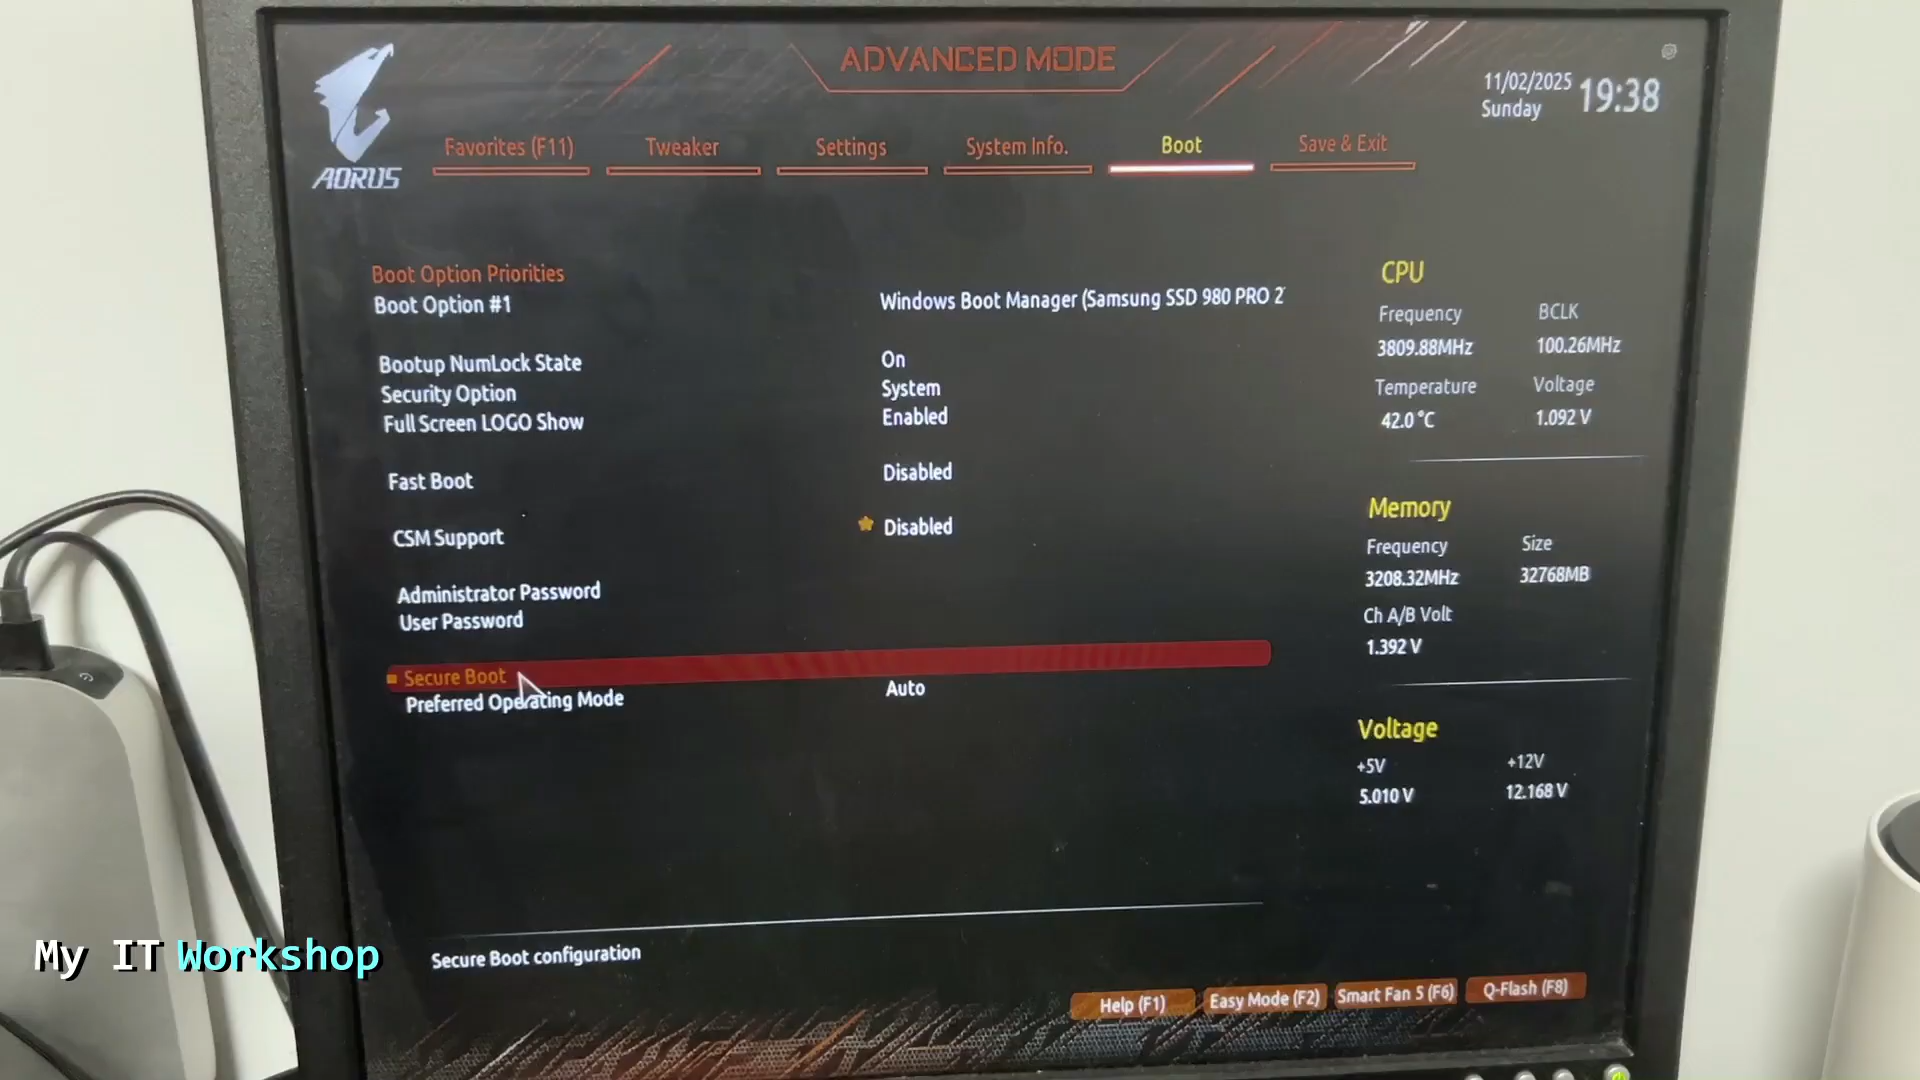 ADVANCED MODE
11/02/2025
Sunday
19:38
AORUS
Favorites (F11)
Tweaker
Settings
System Info.
Boot
Save & Exit
Boot Option Priorities
Boot Option #1
Windows Boot Manager (Samsung SSD 980 PRO 2
Bootup NumLock State
On
Security Option
System
Full Screen LOGO Show
Enabled
Fast Boot
Disabled
CSM Support
Disabled
Administrator Password
User Password
Secure Boot
Preferred Operating Mode
Auto
CPU
Frequency
BCLK
3809.88MHz
100.26MHz
Temperature
Voltage
42.0 °C
1.092 V
Memory
Frequency
Size
3208.32MHz
32768MB
Ch A/B Volt
1.392 V
Voltage
+5V
+12V
5.010 V
12.168 V
Secure Boot configuration
Help (F1)
Easy Mode (F2)
Smart Fan 5 (F6)
Q-Flash (F8)
My IT Workshop